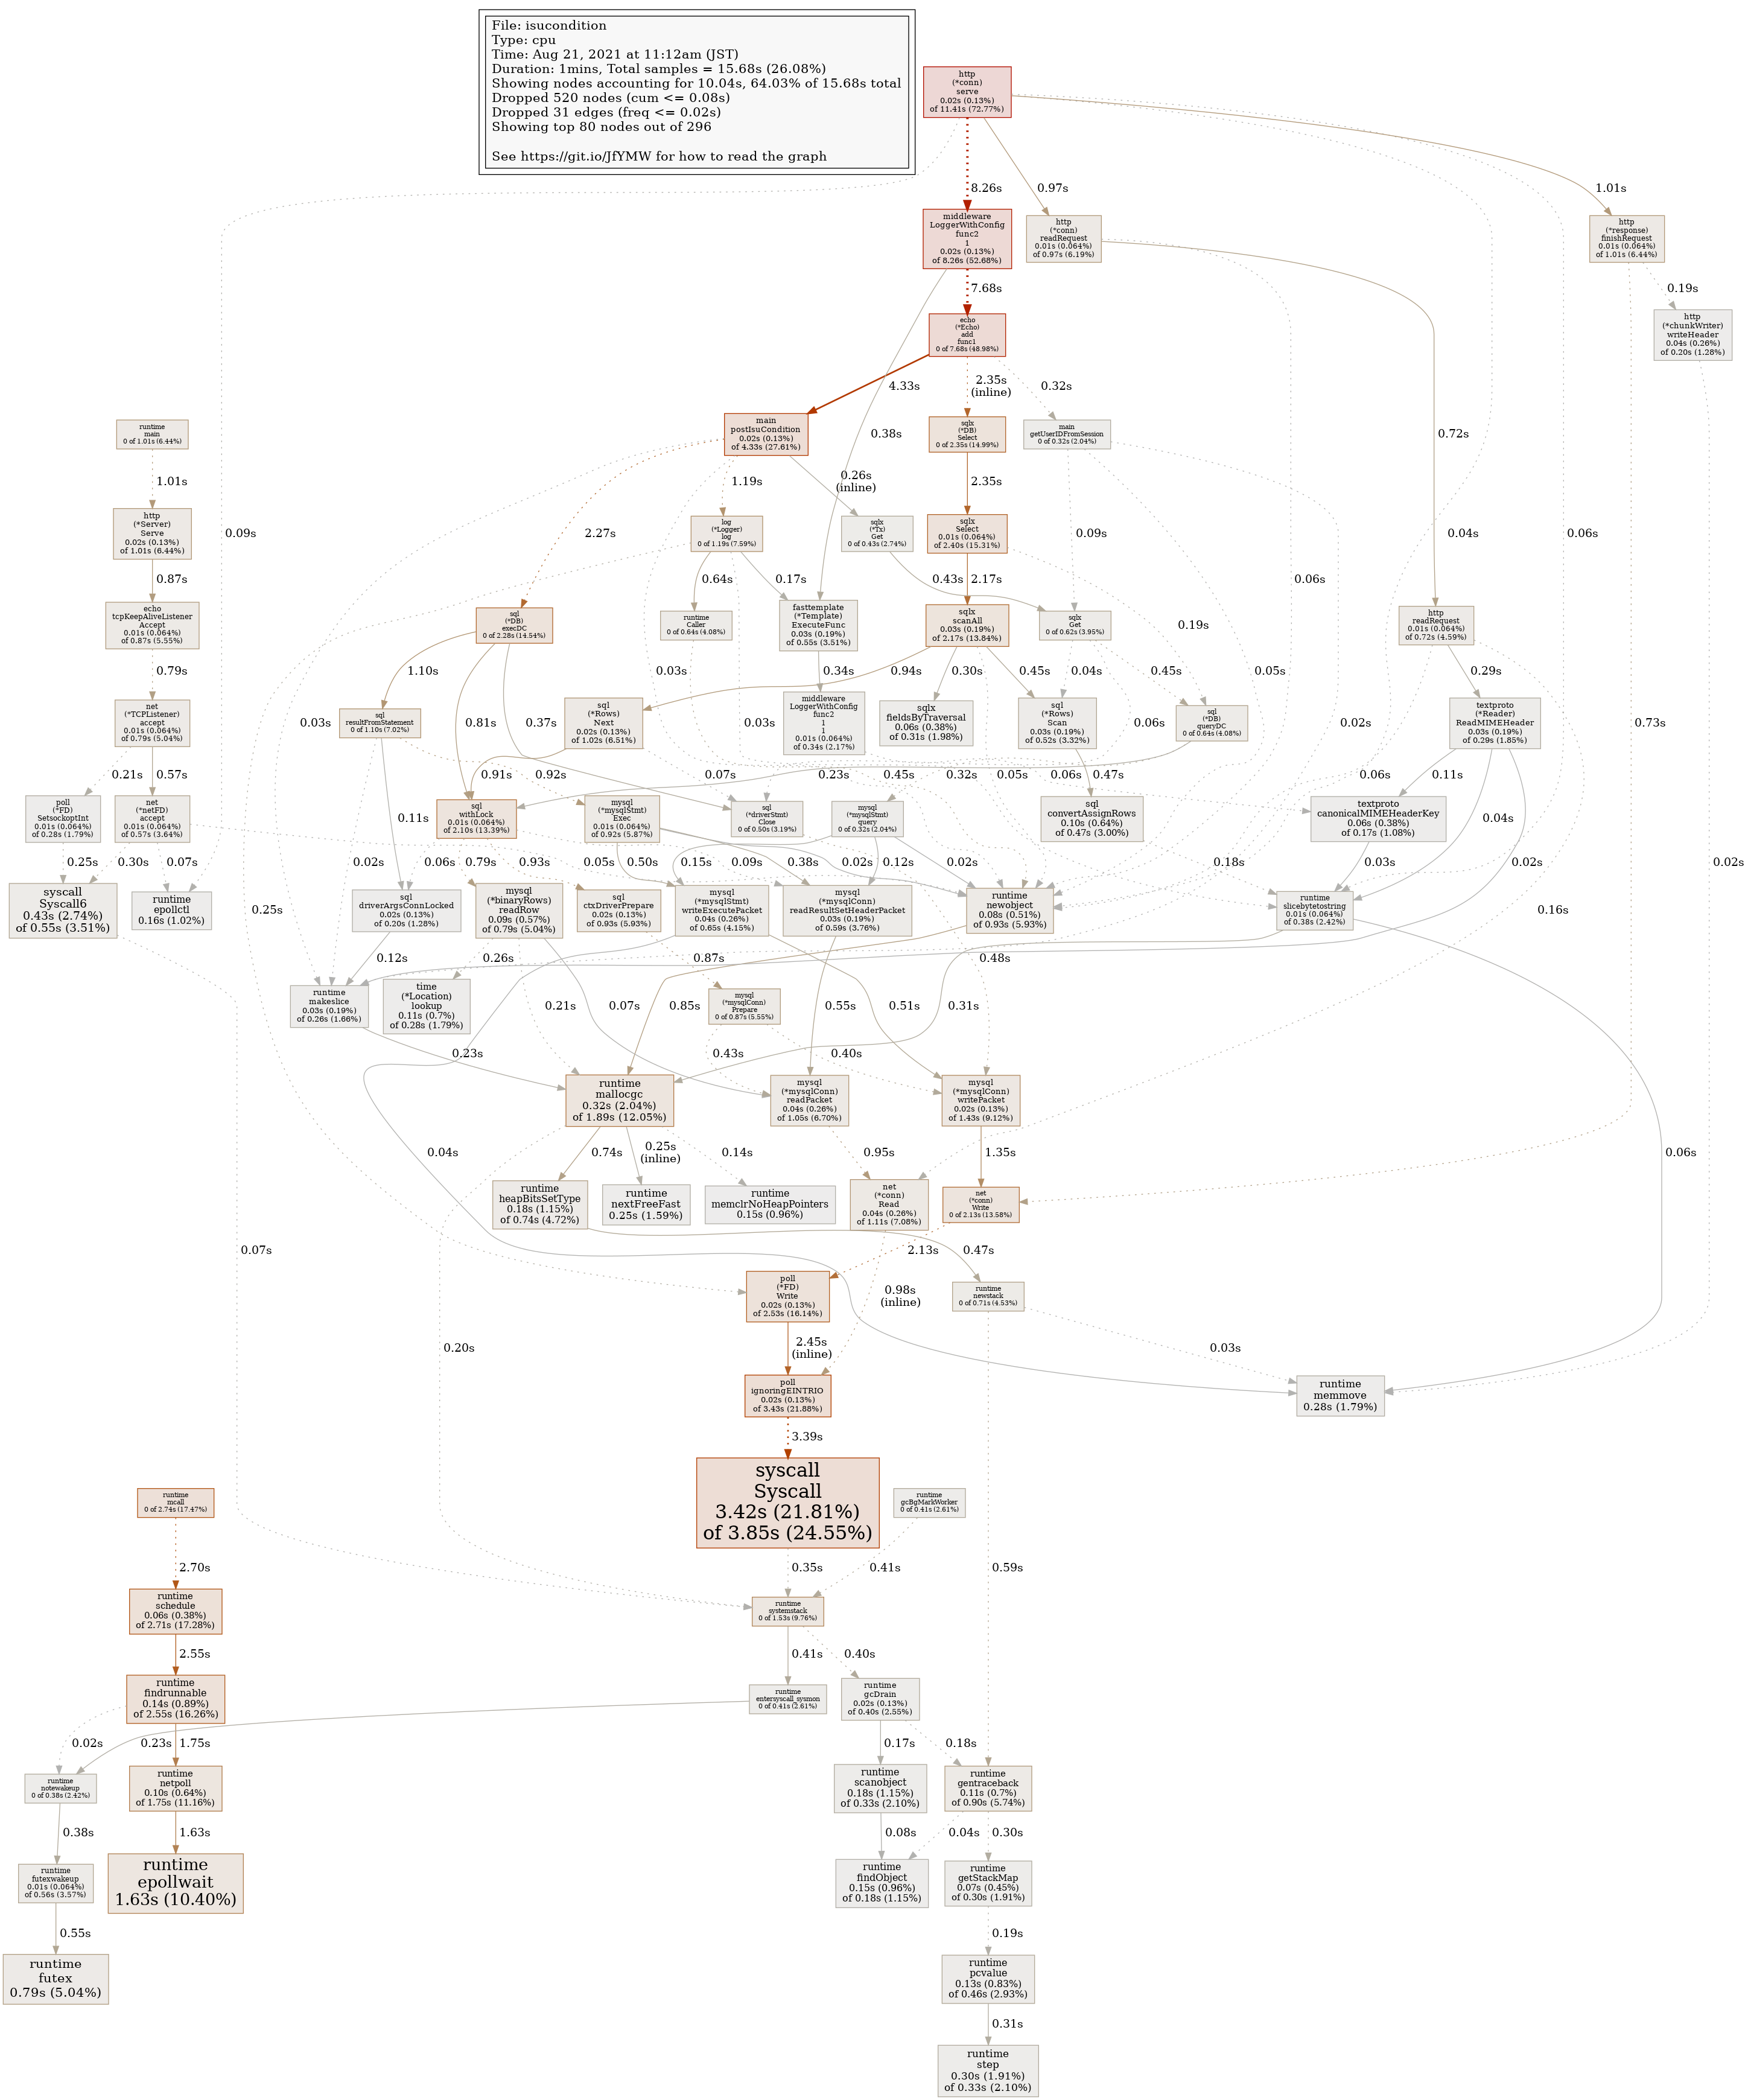 File: isucondition
Type: cpu
Time: Aug 21, 2021 at 11:12am (JST)
Duration: 1mins, Total samples = 15.68s (26.08%)
Showing nodes accounting for 10.04s, 64.03% of 15.68s total
Dropped 520 nodes (cum <= 0.08s)
Dropped 31 edges (freq <= 0.02s)
Showing top 80 nodes out of 296
See https://git.io/JfYMW for how to read the graph
http
(*conn)
serve
0.02s (0.13%)
of 11.41s (72.77%)
8.26s
0.97s
1.01s
middleware
LoggerWithConfig
func2
1
0.02s (0.13%)
of 8.26s (52.68%)
http
(*conn)
readRequest
0.01s (0.064%)
of 0.97s (6.19%)
http
(*response)
finishRequest
0.01s (0.064%)
of 1.01s (6.44%)
7.68s
0.19s
echo
(*Echo)
add
func1
0 of 7.68s (48.98%)
http
(*chunkWriter)
writeHeader
0.04s (0.26%)
of 0.20s (1.28%)
4.33s
2.35s
(inline)
0.32s
runtime
main
0 of 1.01s (6.44%)
main
postIsuCondition
0.02s (0.13%)
of 4.33s (27.61%)
sqlx
(*DB)
Select
0 of 2.35s (14.99%)
main
getUserIDFromSession
0 of 0.32s (2.04%)
0.38s
0.72s
1.01s
1.19s
0.26s
(inline)
2.35s
http
(*Server)
Serve
0.02s (0.13%)
of 1.01s (6.44%)
0.09s
2.27s
log
(*Logger)
log
0 of 1.19s (7.59%)
sqlx
(*Tx)
Get
0 of 0.43s (2.74%)
sqlx
Select
0.01s (0.064%)
of 2.40s (15.31%)
0.09s
0.04s
0.06s
0.87s
0.64s
0.17s
0.43s
2.17s
0.06s
echo
tcpKeepAliveListener
Accept
0.01s (0.064%)
of 0.87s (5.55%)
sql
(*DB)
execDC
0 of 2.28s (14.54%)
runtime
Caller
0 of 0.64s (4.08%)
fasttemplate
(*Template)
ExecuteFunc
0.03s (0.19%)
of 0.55s (3.51%)
sqlx
scanAll
0.03s (0.19%)
of 2.17s (13.84%)
sqlx
Get
0 of 0.62s (3.95%)
0.19s
http
readRequest
0.01s (0.064%)
of 0.72s (4.59%)
0.79s
1.10s
0.03s
0.34s
0.94s
0.30s
0.45s
0.04s
0.45s
0.05s
0.29s
net
(*TCPListener)
accept
0.01s (0.064%)
of 0.79s (5.04%)
0.03s
sql
resultFromStatement
0 of 1.10s (7.02%)
0.81s
0.37s
sql
(*Rows)
Next
0.02s (0.13%)
of 1.02s (6.51%)
0.03s
middleware
LoggerWithConfig
func2
1
1
0.01s (0.064%)
of 0.34s (2.17%)
sqlx
fieldsByTraversal
0.06s (0.38%)
of 0.31s (1.98%)
sql
(*Rows)
Scan
0.03s (0.19%)
of 0.52s (3.32%)
0.06s
sql
(*DB)
queryDC
0 of 0.64s (4.08%)
0.02s
textproto
(*Reader)
ReadMIMEHeader
0.03s (0.19%)
of 0.29s (1.85%)
0.73s
0.21s
0.57s
0.91s
0.92s
0.07s
0.23s
0.45s
0.32s
0.05s
0.06s
0.47s
0.06s
0.11s
poll
(*FD)
SetsockoptInt
0.01s (0.064%)
of 0.28s (1.79%)
net
(*netFD)
accept
0.01s (0.064%)
of 0.57s (3.64%)
0.11s
sql
withLock
0.01s (0.064%)
of 2.10s (13.39%)
mysql
(*mysqlStmt)
Exec
0.01s (0.064%)
of 0.92s (5.87%)
sql
(*driverStmt)
Close
0 of 0.50s (3.19%)
mysql
(*mysqlStmt)
query
0 of 0.32s (2.04%)
sql
convertAssignRows
0.10s (0.64%)
of 0.47s (3.00%)
textproto
canonicalMIMEHeaderKey
0.06s (0.38%)
of 0.17s (1.08%)
0.04s
0.25s
0.30s
0.07s
0.02s
0.06s
0.79s
0.93s
0.05s
0.50s
0.09s
0.15s
0.38s
0.02s
0.12s
0.02s
0.18s
0.03s
0.02s
0.02s
syscall
Syscall6
0.43s (2.74%)
of 0.55s (3.51%)
runtime
epollctl
0.16s (1.02%)
0.25s
sql
driverArgsConnLocked
0.02s (0.13%)
of 0.20s (1.28%)
mysql
(*binaryRows)
readRow
0.09s (0.57%)
of 0.79s (5.04%)
sql
ctxDriverPrepare
0.02s (0.13%)
of 0.93s (5.93%)
mysql
(*mysqlStmt)
writeExecutePacket
0.04s (0.26%)
of 0.65s (4.15%)
mysql
(*mysqlConn)
readResultSetHeaderPacket
0.03s (0.19%)
of 0.59s (3.76%)
runtime
newobject
0.08s (0.51%)
of 0.93s (5.93%)
runtime
slicebytetostring
0.01s (0.064%)
of 0.38s (2.42%)
0.16s
0.12s
0.26s
0.87s
0.48s
runtime
makeslice
0.03s (0.19%)
of 0.26s (1.66%)
time
(*Location)
lookup
0.11s (0.7%)
of 0.28s (1.79%)
0.21s
0.07s
mysql
(*mysqlConn)
Prepare
0 of 0.87s (5.55%)
0.85s
0.55s
0.51s
0.31s
0.23s
0.43s
0.40s
runtime
mallocgc
0.32s (2.04%)
of 1.89s (12.05%)
mysql
(*mysqlConn)
readPacket
0.04s (0.26%)
of 1.05s (6.70%)
mysql
(*mysqlConn)
writePacket
0.02s (0.13%)
of 1.43s (9.12%)
0.04s
0.74s
0.25s
(inline)
0.14s
0.95s
1.35s
0.06s
runtime
heapBitsSetType
0.18s (1.15%)
of 0.74s (4.72%)
runtime
nextFreeFast
0.25s (1.59%)
runtime
memclrNoHeapPointers
0.15s (0.96%)
net
(*conn)
Read
0.04s (0.26%)
of 1.11s (7.08%)
net
(*conn)
Write
0 of 2.13s (13.58%)
0.07s
2.13s
0.47s
poll
(*FD)
Write
0.02s (0.13%)
of 2.53s (16.14%)
0.98s
(inline)
runtime
newstack
0 of 0.71s (4.53%)
0.20s
2.45s
(inline)
0.03s
poll
ignoringEINTRIO
0.02s (0.13%)
of 3.43s (21.88%)
runtime
memmove
0.28s (1.79%)
3.39s
syscall
Syscall
3.42s (21.81%)
of 3.85s (24.55%)
runtime
mcall
0 of 2.74s (17.47%)
runtime
gcBgMarkWorker
0 of 0.41s (2.61%)
2.70s
0.35s
0.41s
0.59s
runtime
schedule
0.06s (0.38%)
of 2.71s (17.28%)
runtime
systemstack
0 of 1.53s (9.76%)
2.55s
0.41s
0.40s
runtime
findrunnable
0.14s (0.89%)
of 2.55s (16.26%)
runtime
entersyscall_sysmon
0 of 0.41s (2.61%)
runtime
gcDrain
0.02s (0.13%)
of 0.40s (2.55%)
0.02s
0.23s
1.75s
0.17s
0.18s
runtime
notewakeup
0 of 0.38s (2.42%)
runtime
netpoll
0.10s (0.64%)
of 1.75s (11.16%)
runtime
scanobject
0.18s (1.15%)
of 0.33s (2.10%)
runtime
gentraceback
0.11s (0.7%)
of 0.90s (5.74%)
0.38s
1.63s
0.08s
0.04s
0.30s
runtime
futexwakeup
0.01s (0.064%)
of 0.56s (3.57%)
runtime
epollwait
1.63s (10.40%)
runtime
findObject
0.15s (0.96%)
of 0.18s (1.15%)
runtime
getStackMap
0.07s (0.45%)
of 0.30s (1.91%)
0.55s
0.19s
runtime
futex
0.79s (5.04%)
runtime
pcvalue
0.13s (0.83%)
of 0.46s (2.93%)
0.31s
runtime
step
0.30s (1.91%)
of 0.33s (2.10%)